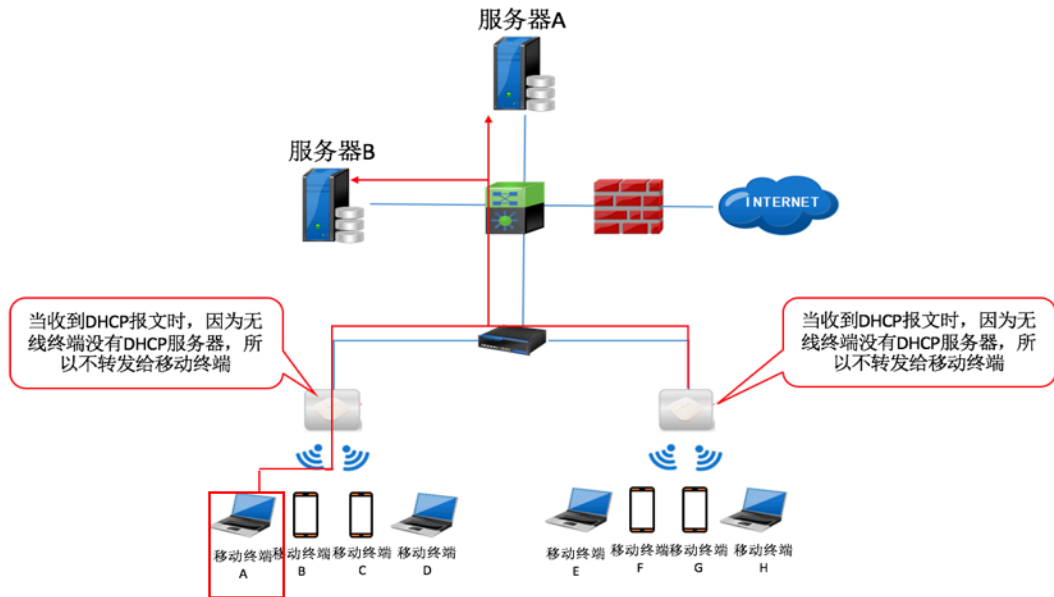 服务器A
服务器B
INTERNET
当收到DHCP报文时，因为无
线终端没有DHCP服务器，所
以不转发给移动终端
当收到DHCP报文时，因为无
线终端没有DHCP服务器，所
以不转发给移动终端
移动终端
A
移动终端
B
移动终端
C
移动终端
D
移动终端
E
移动终端
F
移动终端
G
移动终端
H